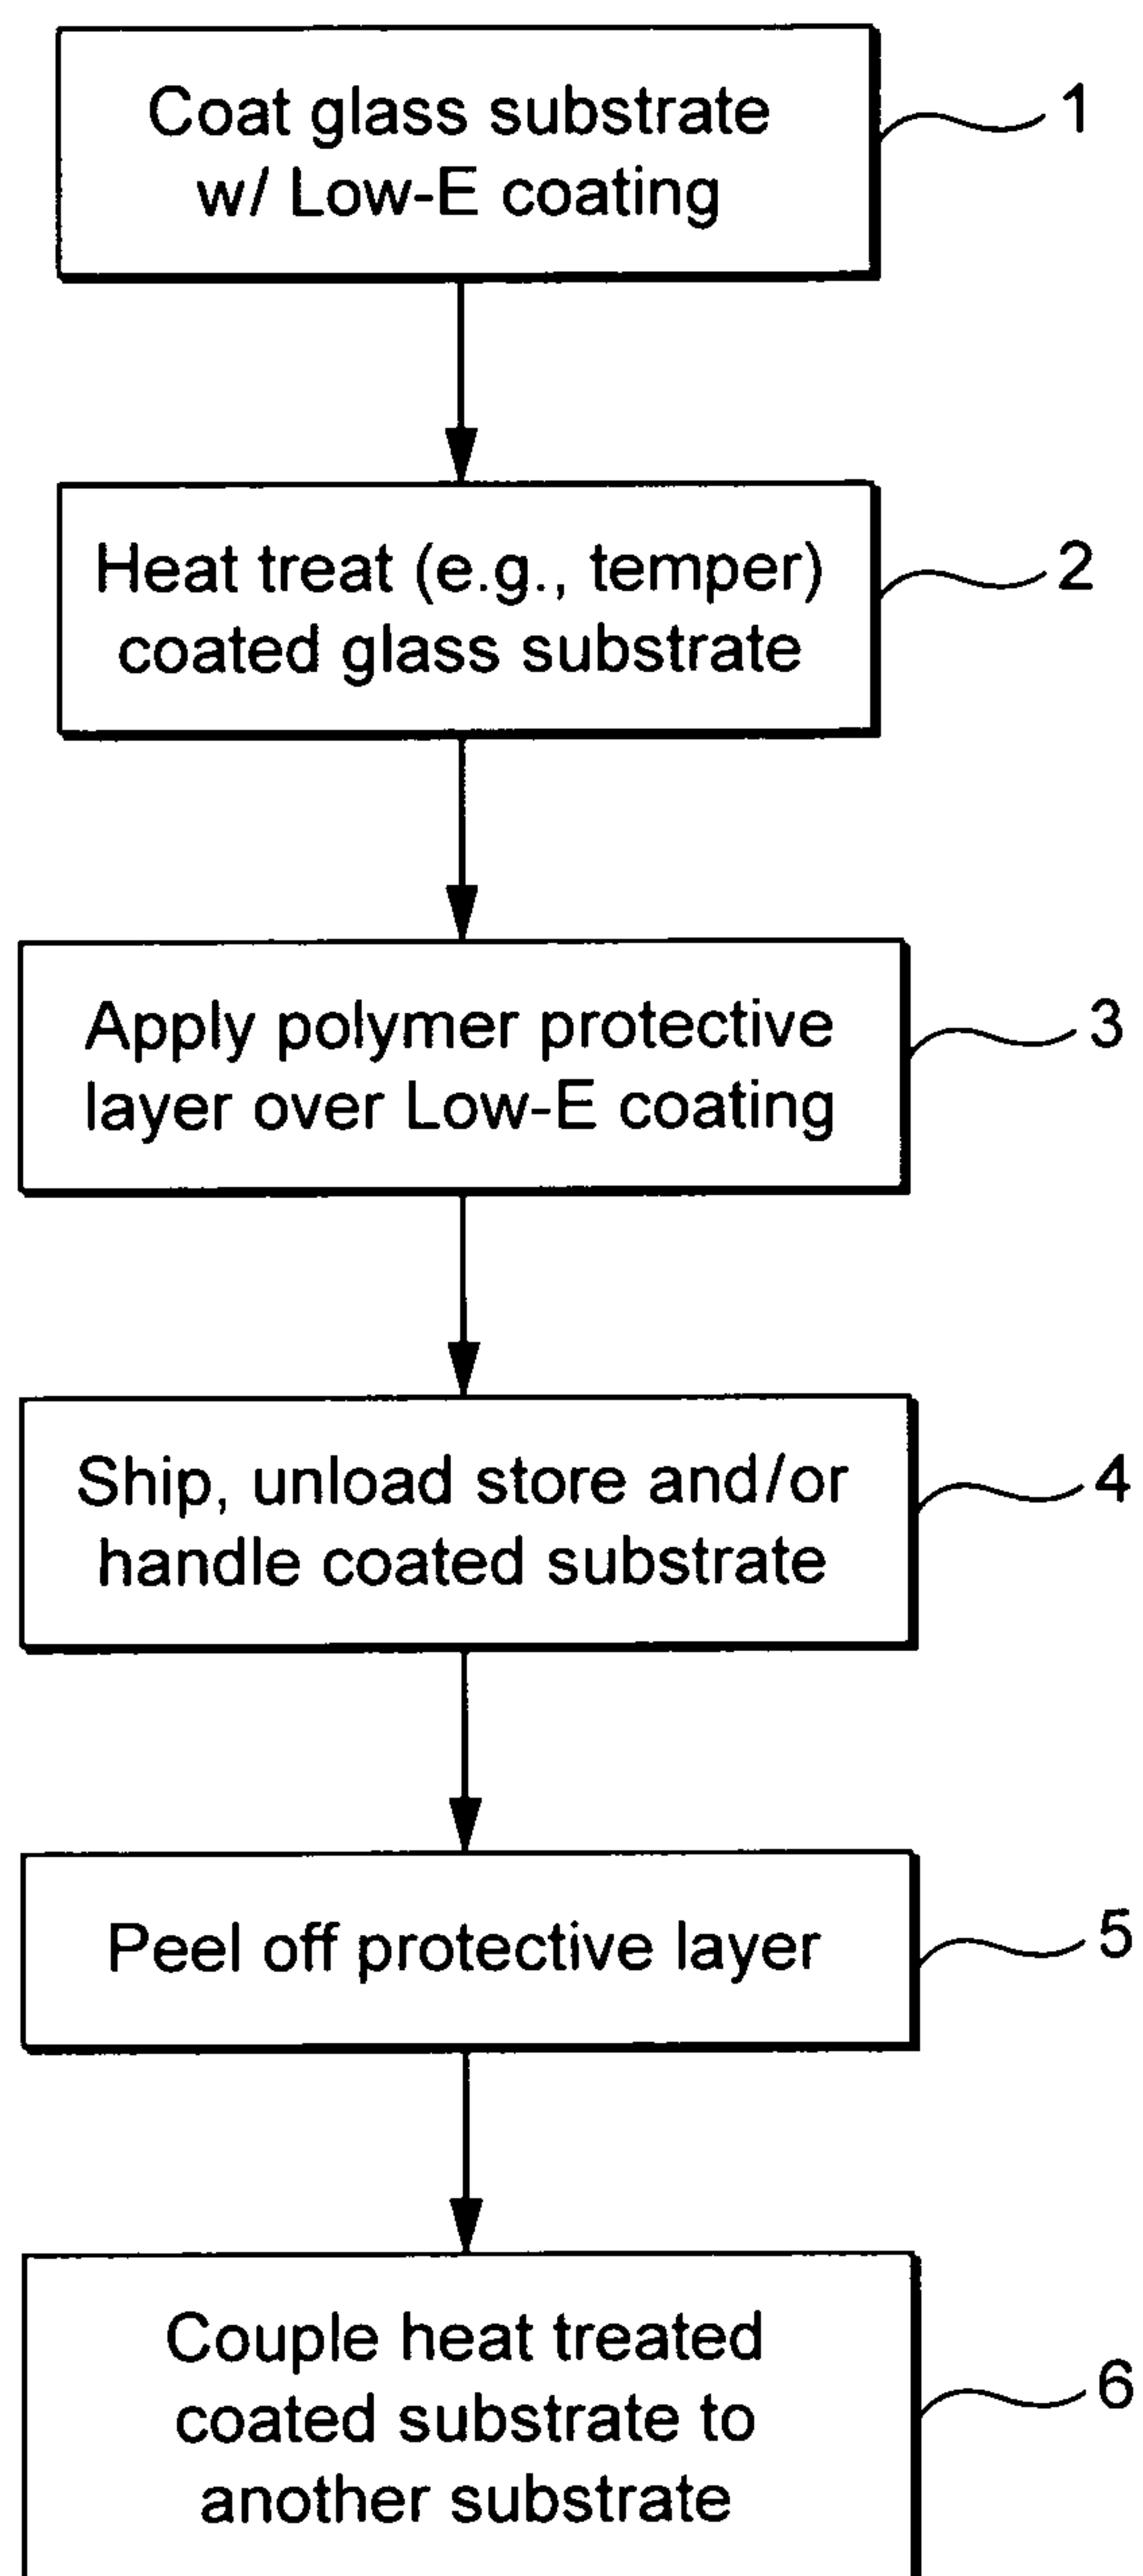 Coat glass substrate
w/ Low-E coating
1
Heat treat (e.g., temper)
coated glass substrate
2
Apply polymer protective
layer over Low-E coating
3
Ship, unload store and/or
handle coated substrate
4
Peel off protective layer
5
Couple heat treated
coated substrate to
another substrate
6